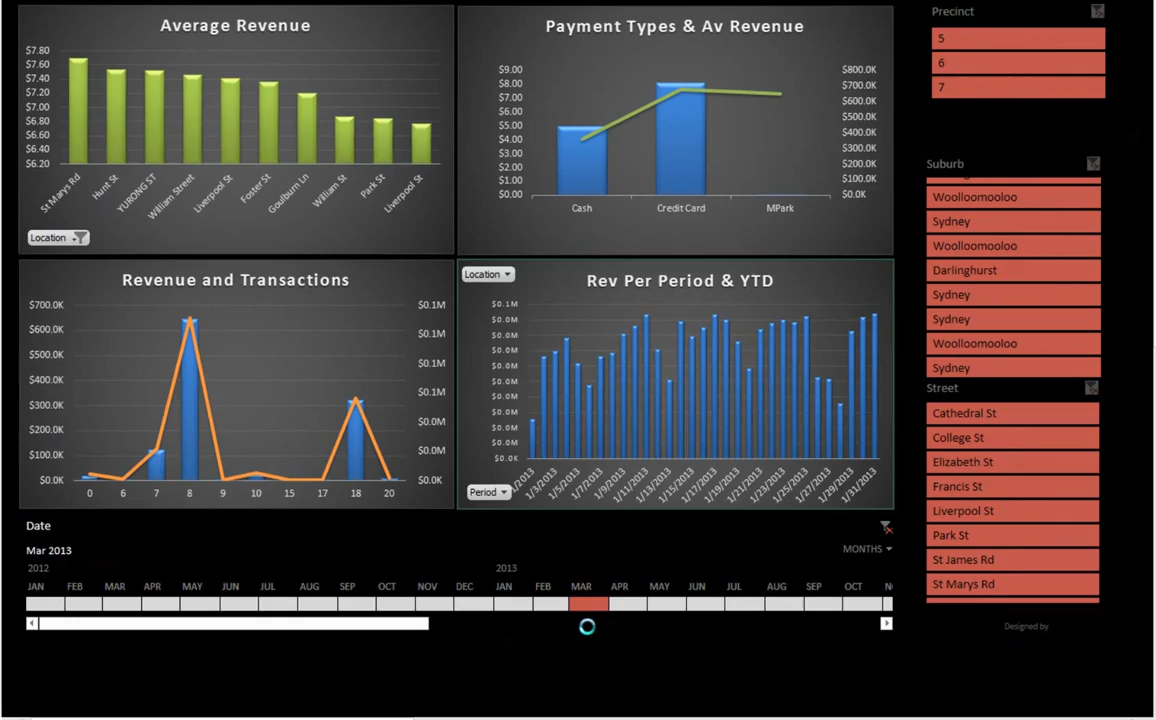 Average Revenue
$7.80
$7.60
$7.40
$7.20
$7.00
$6.80
$6.60
$6.40
$6.20
St Marys Rd
Hunt St
YURONG ST
William Street
Liverpool St
Foster St
Goulburn Ln
William St
Park St
Liverpool St
Location
Payment Types & Av Revenue
$9.00
$8.00
$7.00
$6.00
$5.00
$4.00
$3.00
$2.00
$1.00
$0.00
$800.0K
$700.0K
$600.0K
$500.0K
$400.0K
$300.0K
$200.0K
$100.0K
$0.0K
Cash
Credit Card
MPark
Revenue and Transactions
$700.0K
$600.0K
$500.0K
$400.0K
$300.0K
$200.0K
$100.0K
$0.0K
$0.1M
$0.1M
$0.1M
$0.1M
$0.0M
$0.0M
$0.0K
0 6 7 8 9 10 15 17 18 20
Location
Rev Per Period & YTD
$0.1M
$0.0M
$0.0M
$0.0M
$0.0M
$0.0M
$0.0M
$0.0M
$0.0M
$0.0M
$0.0K
/2013
1/3/2013
1/5/2013
1/7/2013
1/9/2013
1/11/2013
1/13/2013
1/15/2013
1/17/2013
1/19/2013
1/21/2013
1/23/2013
1/25/2013
1/27/2013
1/29/2013
1/31/2013
Period
Precinct
5
6
7
Suburb
Woolloomooloo
Sydney
Woolloomooloo
Darlinghurst
Sydney
Sydney
Woolloomooloo
Sydney
Street
Cathedral St
College St
Elizabeth St
Francis St
Liverpool St
Park St
St James Rd
St Marys Rd
Date
Mar 2013
MONTHS
2012 2013
JAN FEB MAR APR MAY JUN JUL AUG SEP OCT NOV DEC JAN FEB MAR APR MAY JUN JUL AUG SEP OCT
Designed by